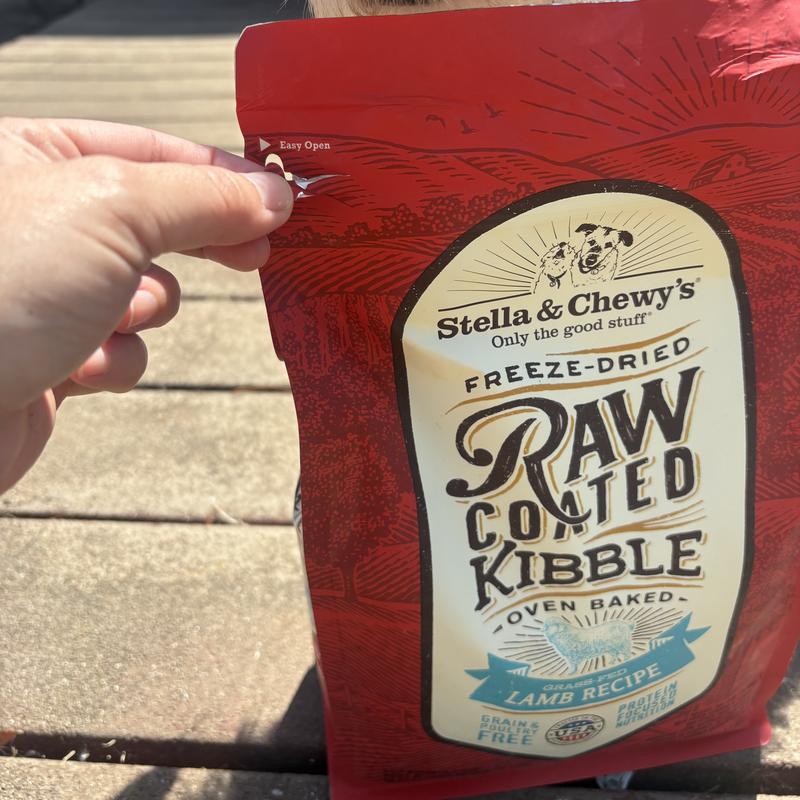 Easy Open
Stella & Chewy's®
Only the good stuff®
FREEZE-DRIED
RAW
COATED
KIBBLE
OVEN BAKED
GRASS-FED
LAMB RECIPE
GRAIN &
POULTRY
FREE
USA
PROTEIN
FOCUSED
NUTRITION